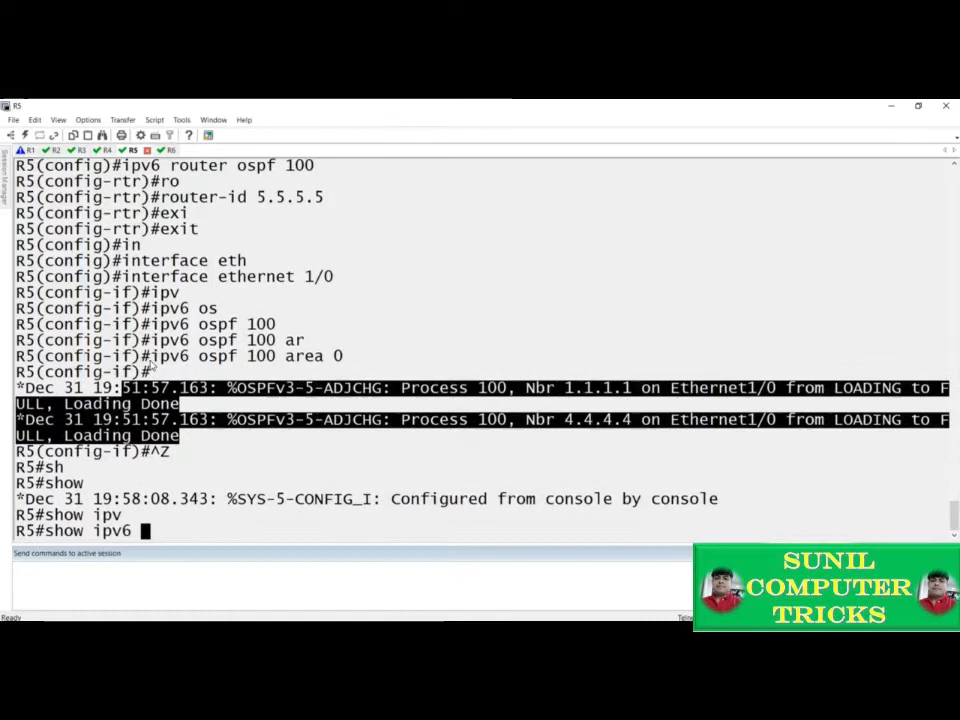 R5
File Edit View Options Transfer Script Tools Window Help
R1 R2 R3 R4 R5 R6
Session Manager
R5(config)#ipv6 router ospf 100
R5(config-rtr)#ro
R5(config-rtr)#router-id 5.5.5.5
R5(config-rtr)#exi
R5(config-rtr)#exit
R5(config)#in
R5(config)#interface eth
R5(config)#interface ethernet 1/0
R5(config-if)#ipv
R5(config-if)#ipv6 os
R5(config-if)#ipv6 ospf 100
R5(config-if)#ipv6 ospf 100 ar
R5(config-if)#ipv6 ospf 100 area 0
R5(config-if)#
*Dec 31 19:51:57.163: %OSPFv3-5-ADJCHG: Process 100, Nbr 1.1.1.1 on Ethernet1/0 from LOADING to F
ULL, Loading Done
*Dec 31 19:51:57.163: %OSPFv3-5-ADJCHG: Process 100, Nbr 4.4.4.4 on Ethernet1/0 from LOADING to F
ULL, Loading Done
R5(config-if)#^Z
R5#sh
R5#show
*Dec 31 19:58:08.343: %SYS-5-CONFIG_I: Configured from console by console
R5#show ipv
R5#show ipv6
Send commands to active session
Ready
SUNIL
COMPUTER
TRICKS